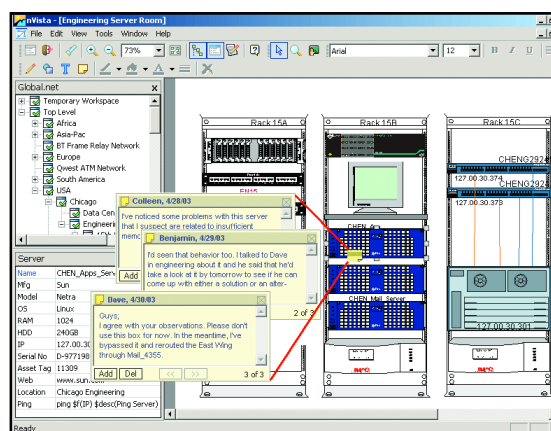 nVista - [Engineering Server Room]
File Edit View Tools Window Help
73% Arial 12 B I U
Global.net x
Temporary Workspace
Top Level
Africa
Asia-Pac
BT Frame Relay Network
Europe
Qwest ATM Network
South America
USA
Chicago
Data Cen
Engineeri
Rack 15A Rack 15B Rack 15C
CHENG2924
127.00.30.374
CHENG2924
127.00.30.373
Colleen, 4/28/03
I've noticed some problems with this server
that I suspect are related to insufficient
memo
Add
Benjamin, 4/29/03
I'd seen that behavior too. I talked to Dave
in engineering about it and he said that he'd
take a look at it by tomorrow to see if he can
come up with either a solution or an alter-
2 of 3
Dave, 4/30/03
Guys;
I agree with your observations. Please don't
use this box for now. In the meantime, I've
bypassed it and rerouted the East Wing
through Mail_4355.
Add Del << >> 3 of 3
CHEN_Mail_Server
127.00.30.301
Server
Name CHEN_Apps_Serv
Mfg Sun
Model Netra
OS Linux
RAM 1024
HDD 240GB
IP 127.00.30
Serial No D-977198
Asset Tag 11309
Web www.sun.com
Location Chicago Engineering
Ping ping $f(IP) $desc(Ping Server)
Ready